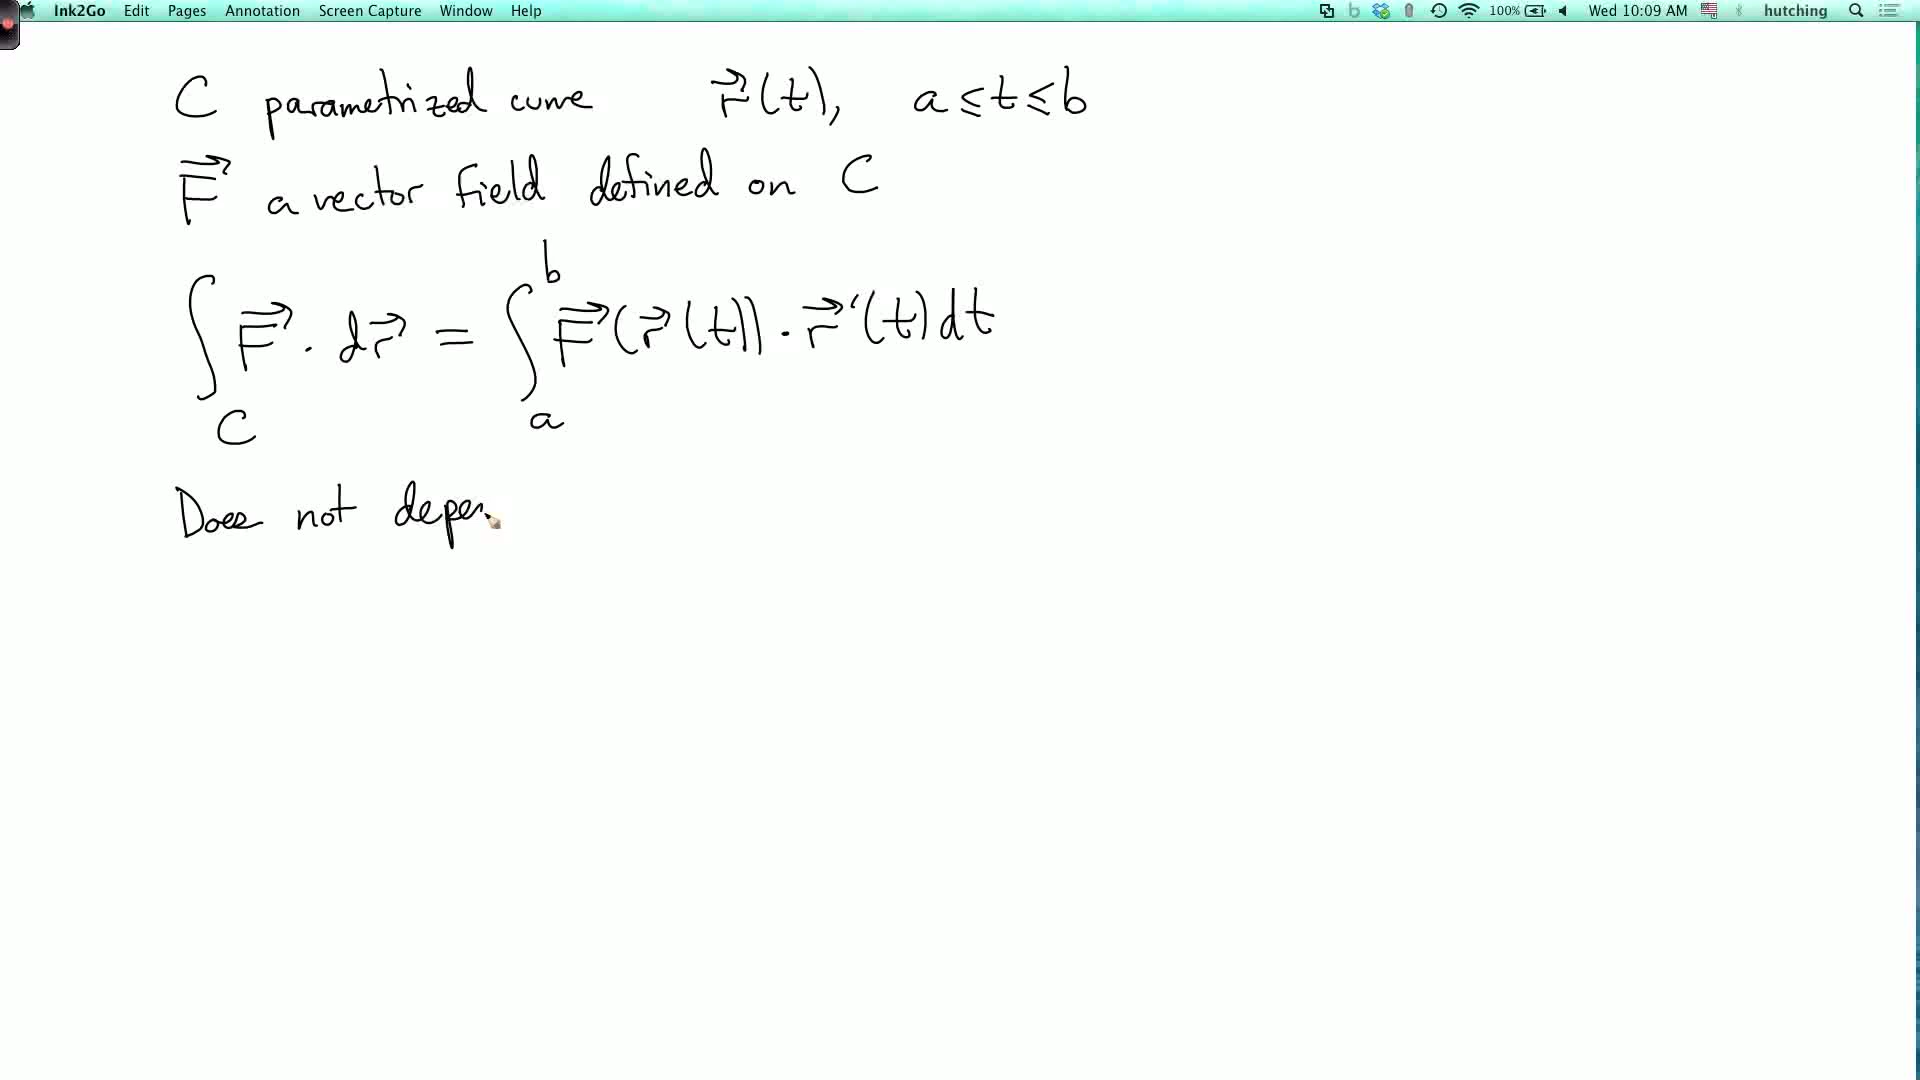 Ink2Go Edit Pages Annotation Screen Capture Window Help 100% Wed 10:09 AM hutching
C parametrized curve r⃗(t), a≤t≤b
F⃗ a vector field defined on C
∫_C F⃗ · dr⃗ = ∫_a^b F⃗(r⃗(t)) · r⃗'(t) dt
Does not depen